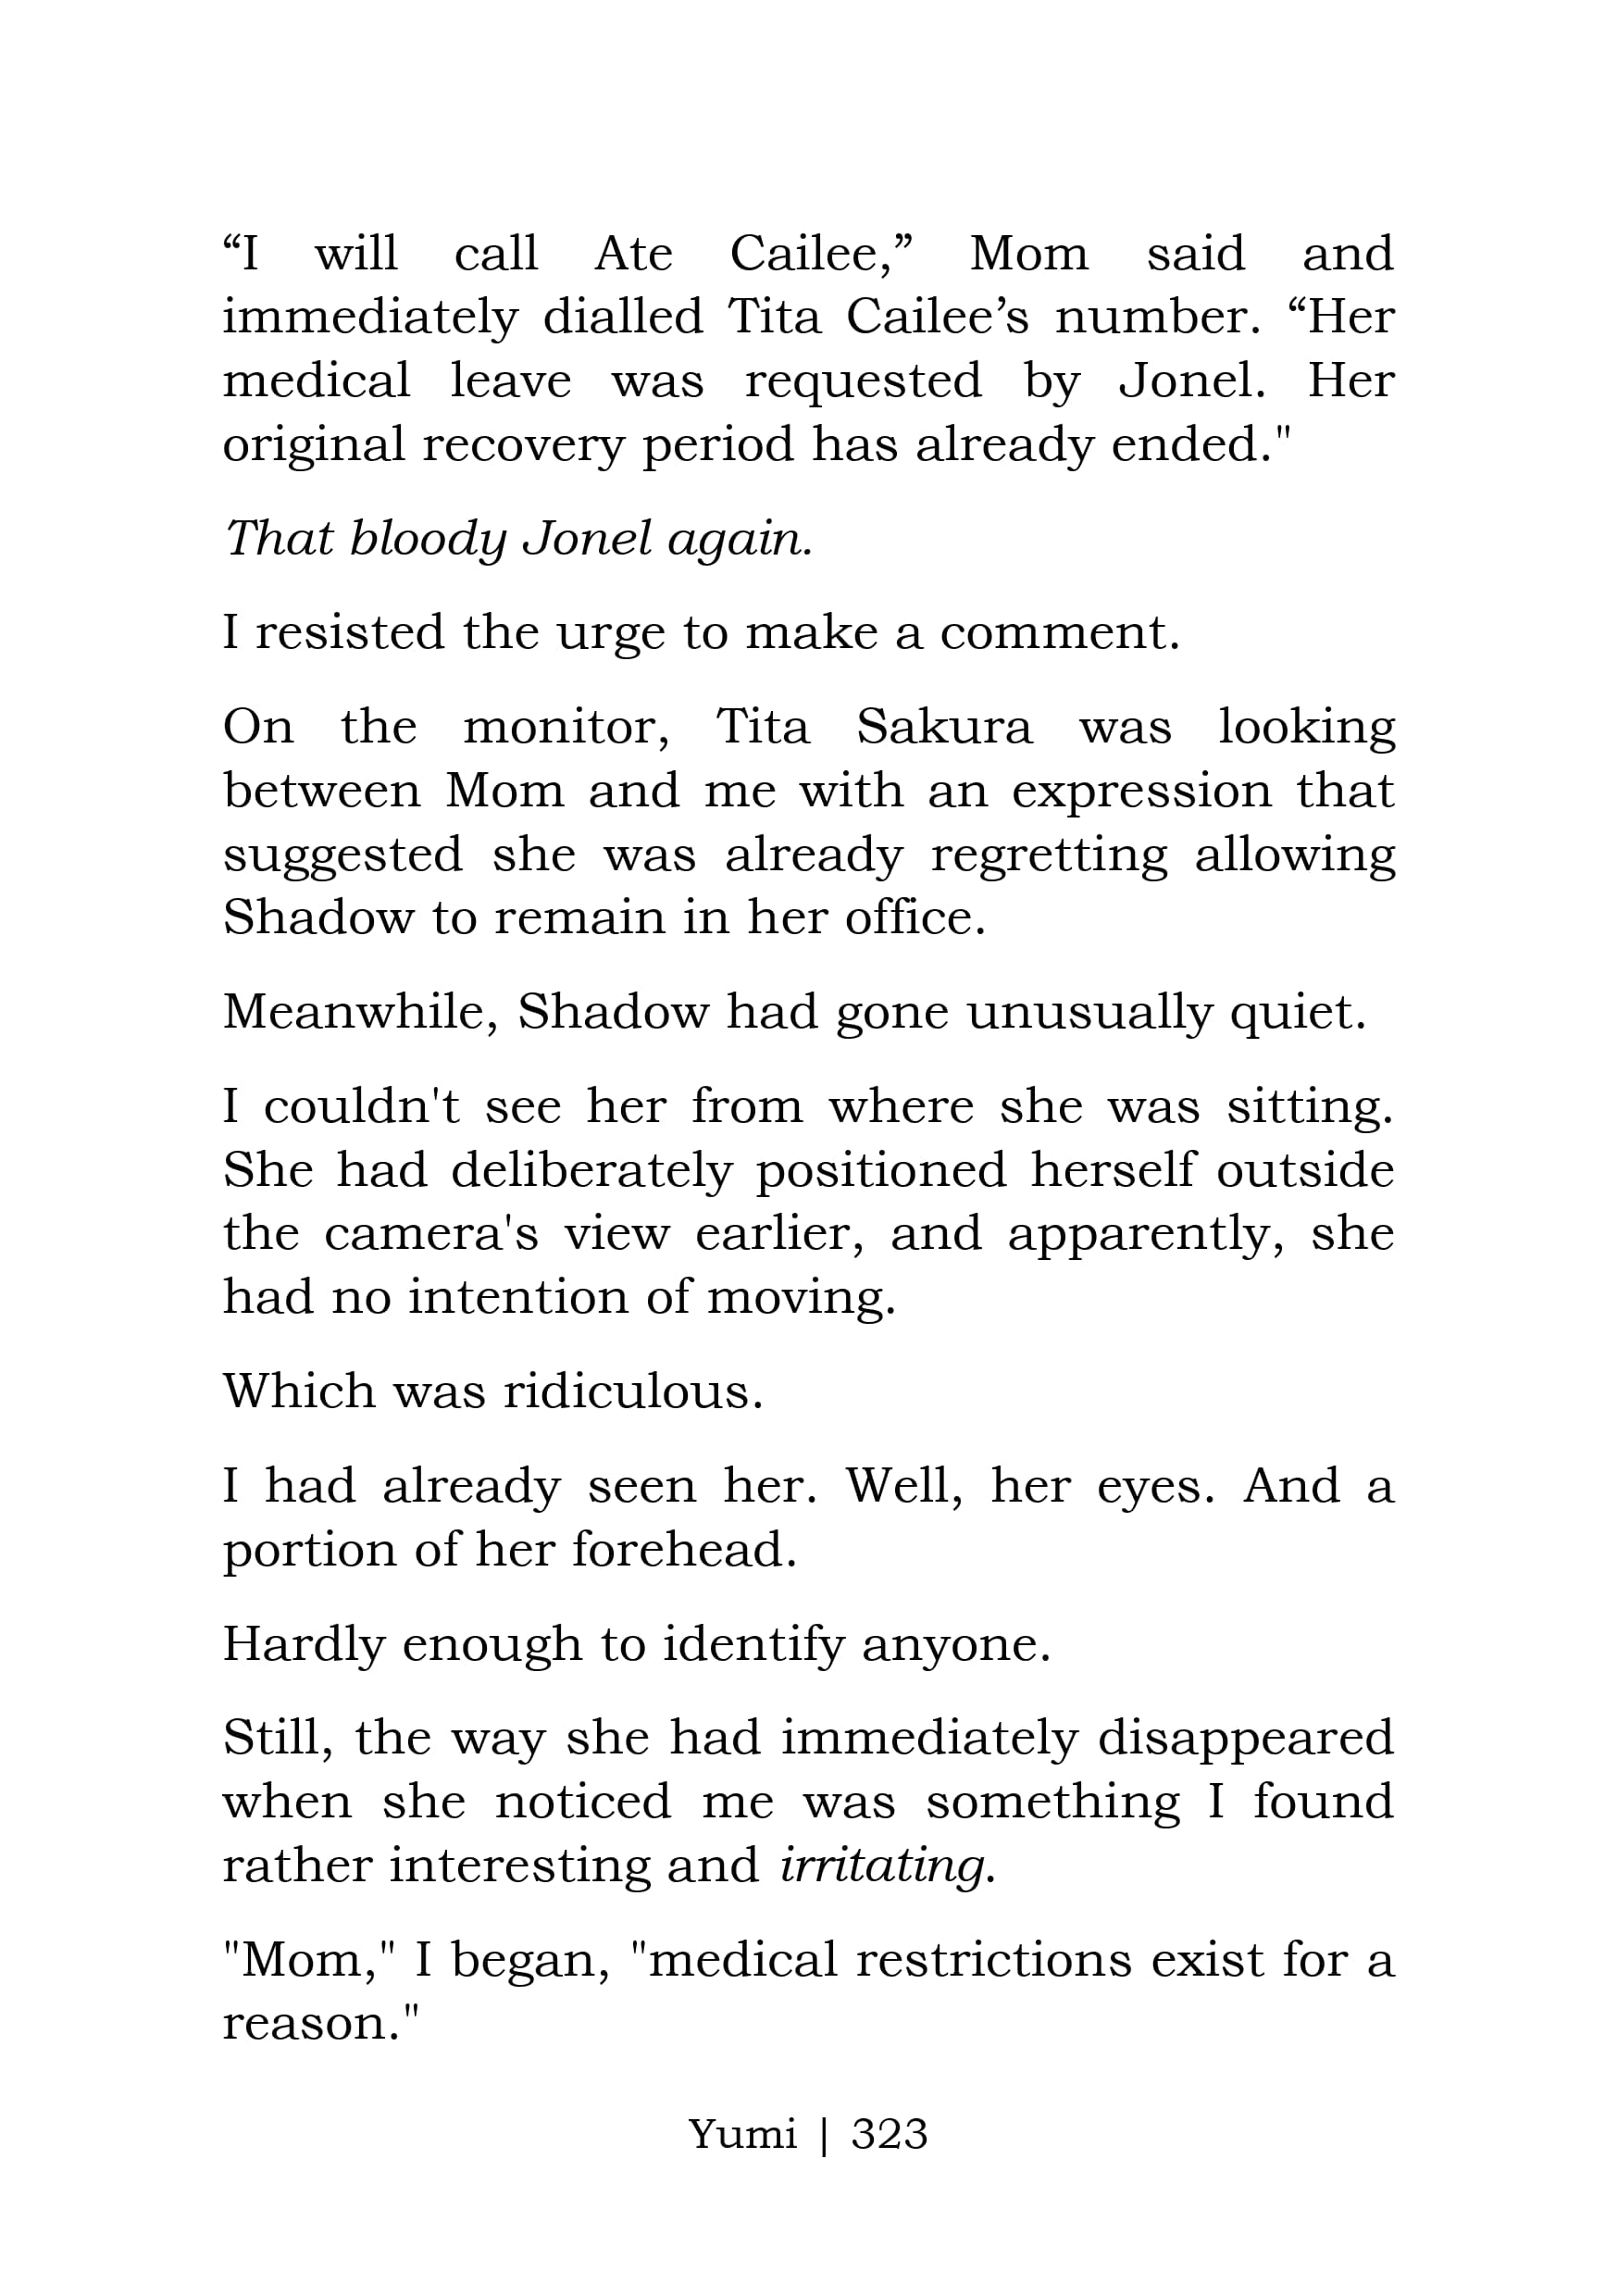 “I will call Ate Cailee,” Mom said and
immediately dialled Tita Cailee’s number. “Her
medical leave was requested by Jonel. Her
original recovery period has already ended."
That bloody Jonel again.
I resisted the urge to make a comment.
On the monitor, Tita Sakura was looking
between Mom and me with an expression that
suggested she was already regretting allowing
Shadow to remain in her office.
Meanwhile, Shadow had gone unusually quiet.
I couldn't see her from where she was sitting.
She had deliberately positioned herself outside
the camera's view earlier, and apparently, she
had no intention of moving.
Which was ridiculous.
I had already seen her. Well, her eyes. And a
portion of her forehead.
Hardly enough to identify anyone.
Still, the way she had immediately disappeared
when she noticed me was something I found
rather interesting and irritating.
"Mom," I began, "medical restrictions exist for a
reason."
Yumi | 323